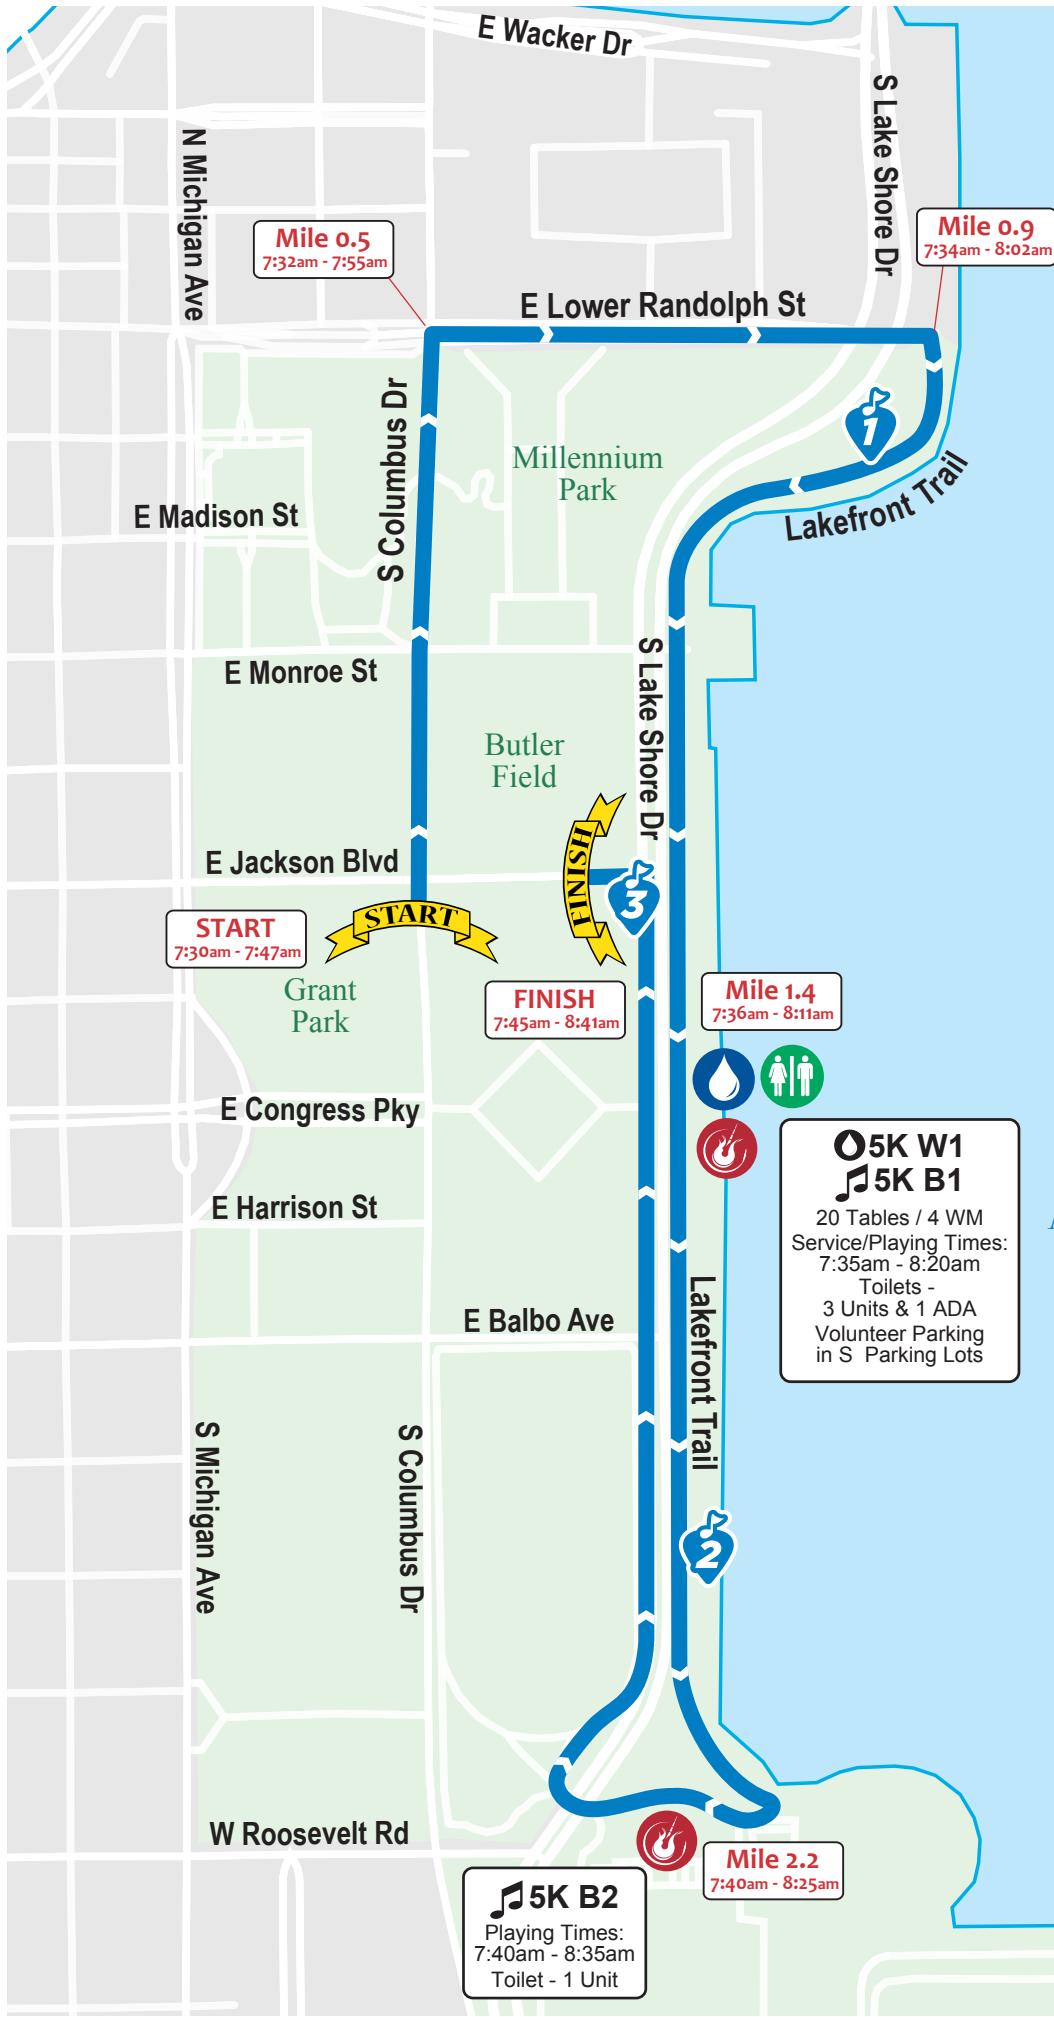 E Wacker Dr
S Lake Shore Dr
N Michigan Ave
Mile 0.5
7:32am - 7:55am
Mile 0.9
7:34am - 8:02am
E Lower Randolph St
S Columbus Dr
1
Millennium
Park
Lakefront Trail
E Madison St
E Monroe St
S Lake Shore Dr
Butler
Field
E Jackson Blvd
FINISH
3
START
START
7:30am - 7:47am
Grant
Park
FINISH
7:45am - 8:41am
Mile 1.4
7:36am - 8:11am
E Congress Pky
5K W1
5K B1
20 Tables / 4 WM
Service/Playing Times:
7:35am - 8:20am
Toilets -
3 Units & 1 ADA
Volunteer Parking
in S Parking Lots
E Harrison St
E Balbo Ave
Lakefront Trail
S Michigan Ave
S Columbus Dr
2
W Roosevelt Rd
Mile 2.2
7:40am - 8:25am
5K B2
Playing Times:
7:40am - 8:35am
Toilet - 1 Unit